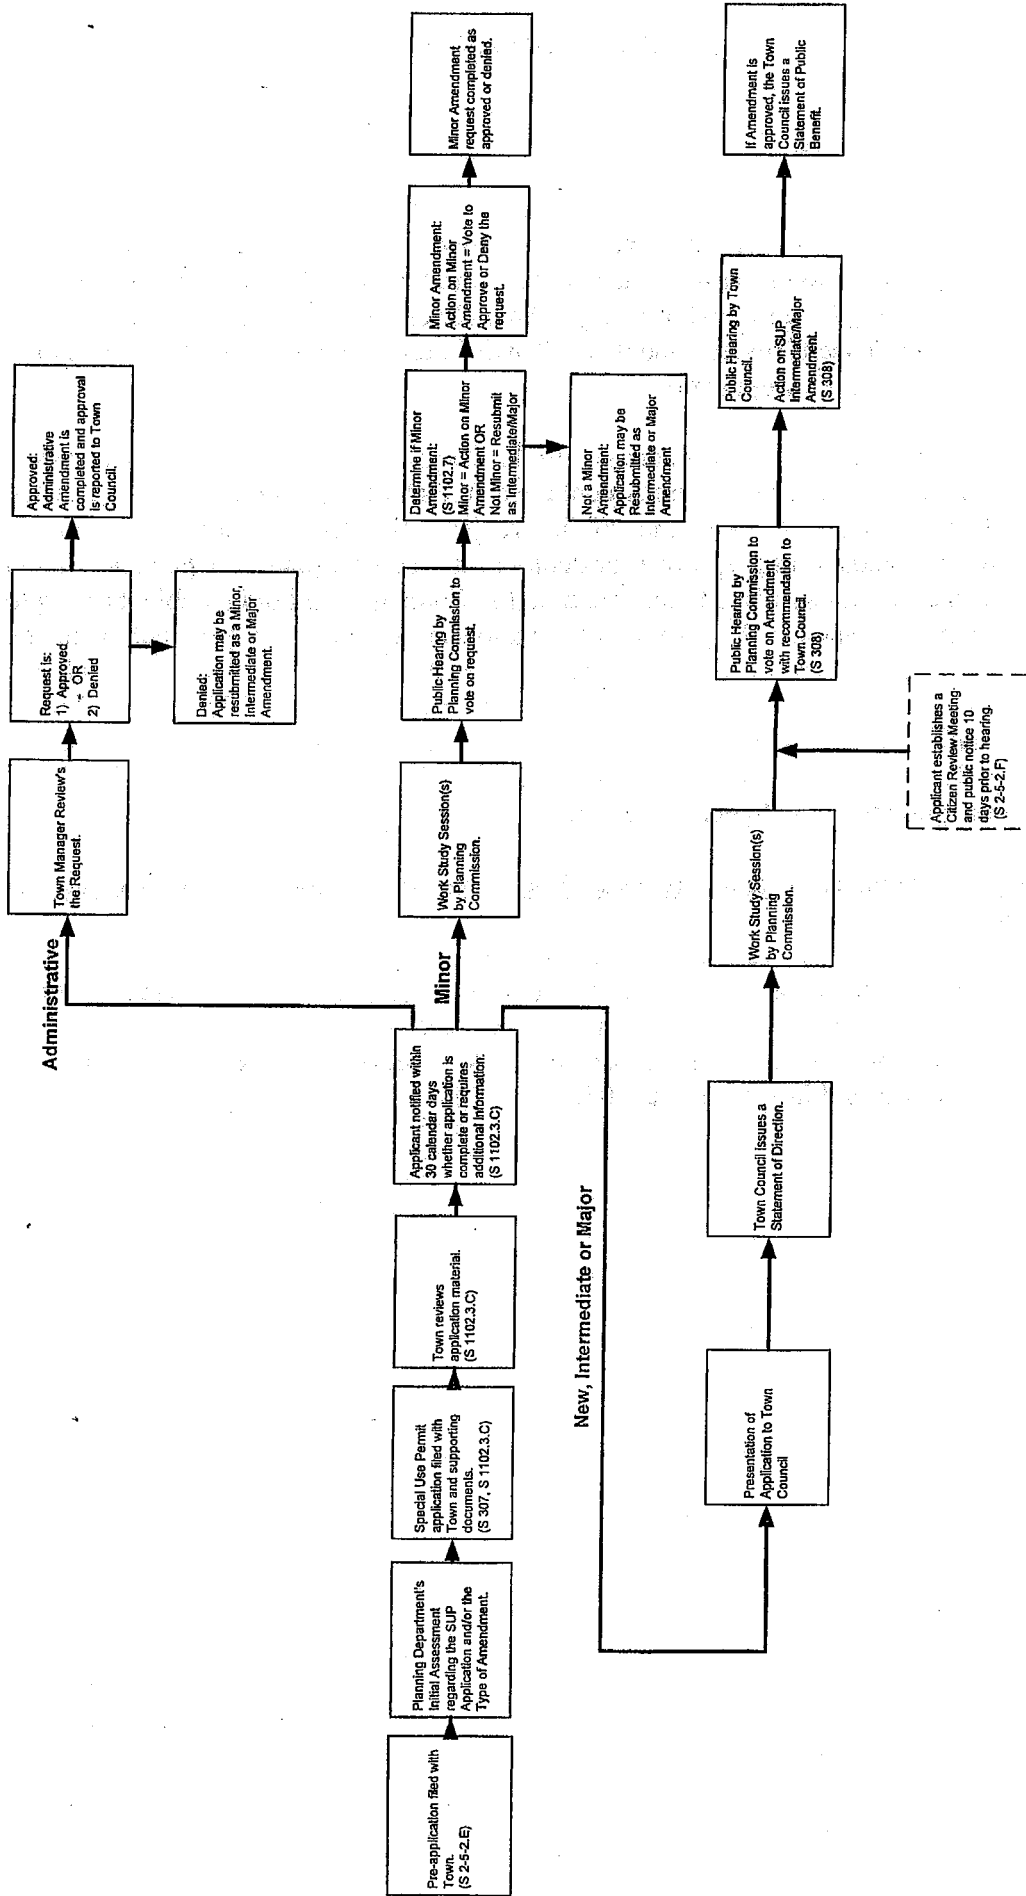 Pre-application filed with
Town.
(S 2-5-2.E)
Planning Department's
Initial Assessment
regarding the SUP
Application and/or the
Type of Amendment.
Special Use Permit
application filed with
Town and supporting
documents.
(S 307, S 1102.3.C)
Town reviews
application material.
(S 1102.3.C)
Applicant notified within
30 calendar days
whether application is
complete or requires
additional information:
(S 1102.3.C)
Administrative
Town Manager Review's
the Request.
Request is:
1) Approved
- OR
2) Denied
Approved:
Administrative
Amendment is
completed and approval
is reported to Town
Council.
Denied:
Application may be
resubmitted as a Minor,
Intermediate or Major
Amendment.
Minor
Work Study Session(s)
by Planning
Commission.
Public Hearing by
Planning Commission to
vote on request.
Determine if Minor
Amendment:
(S 1102.7)
Minor = Action on Minor
Amendment OR
Not Minor = Resubmit
as Intermediate/Major
Minor Amendment:
Action on Minor
Amendment = Vote to
Approve or Deny the
request.
Minor Amendment
request completed as
approved or denied.
Not a Minor
Amendment:
Application may be
Resubmitted as
Intermediate or Major
Amendment
New, Intermediate or Major
Presentation of
Application to Town
Council
Town Council issues a
Statement of Direction.
Work Study Session(s)
by Planning
Commission.
Applicant establishes a
Citizen Review Meeting
and public notice 10
days prior to hearing.
(S 2-5-2.F)
Public Hearing by
Planning Commission to
vote on Amendment
with recommendation to
Town Council.
(S 308)
Public Hearing by Town
Council.
Action on SUP
Intermediate/Major
Amendment.
(S 308)
If Amendment is
approved, the Town
Council issues a
Statement of Public
Benefit.